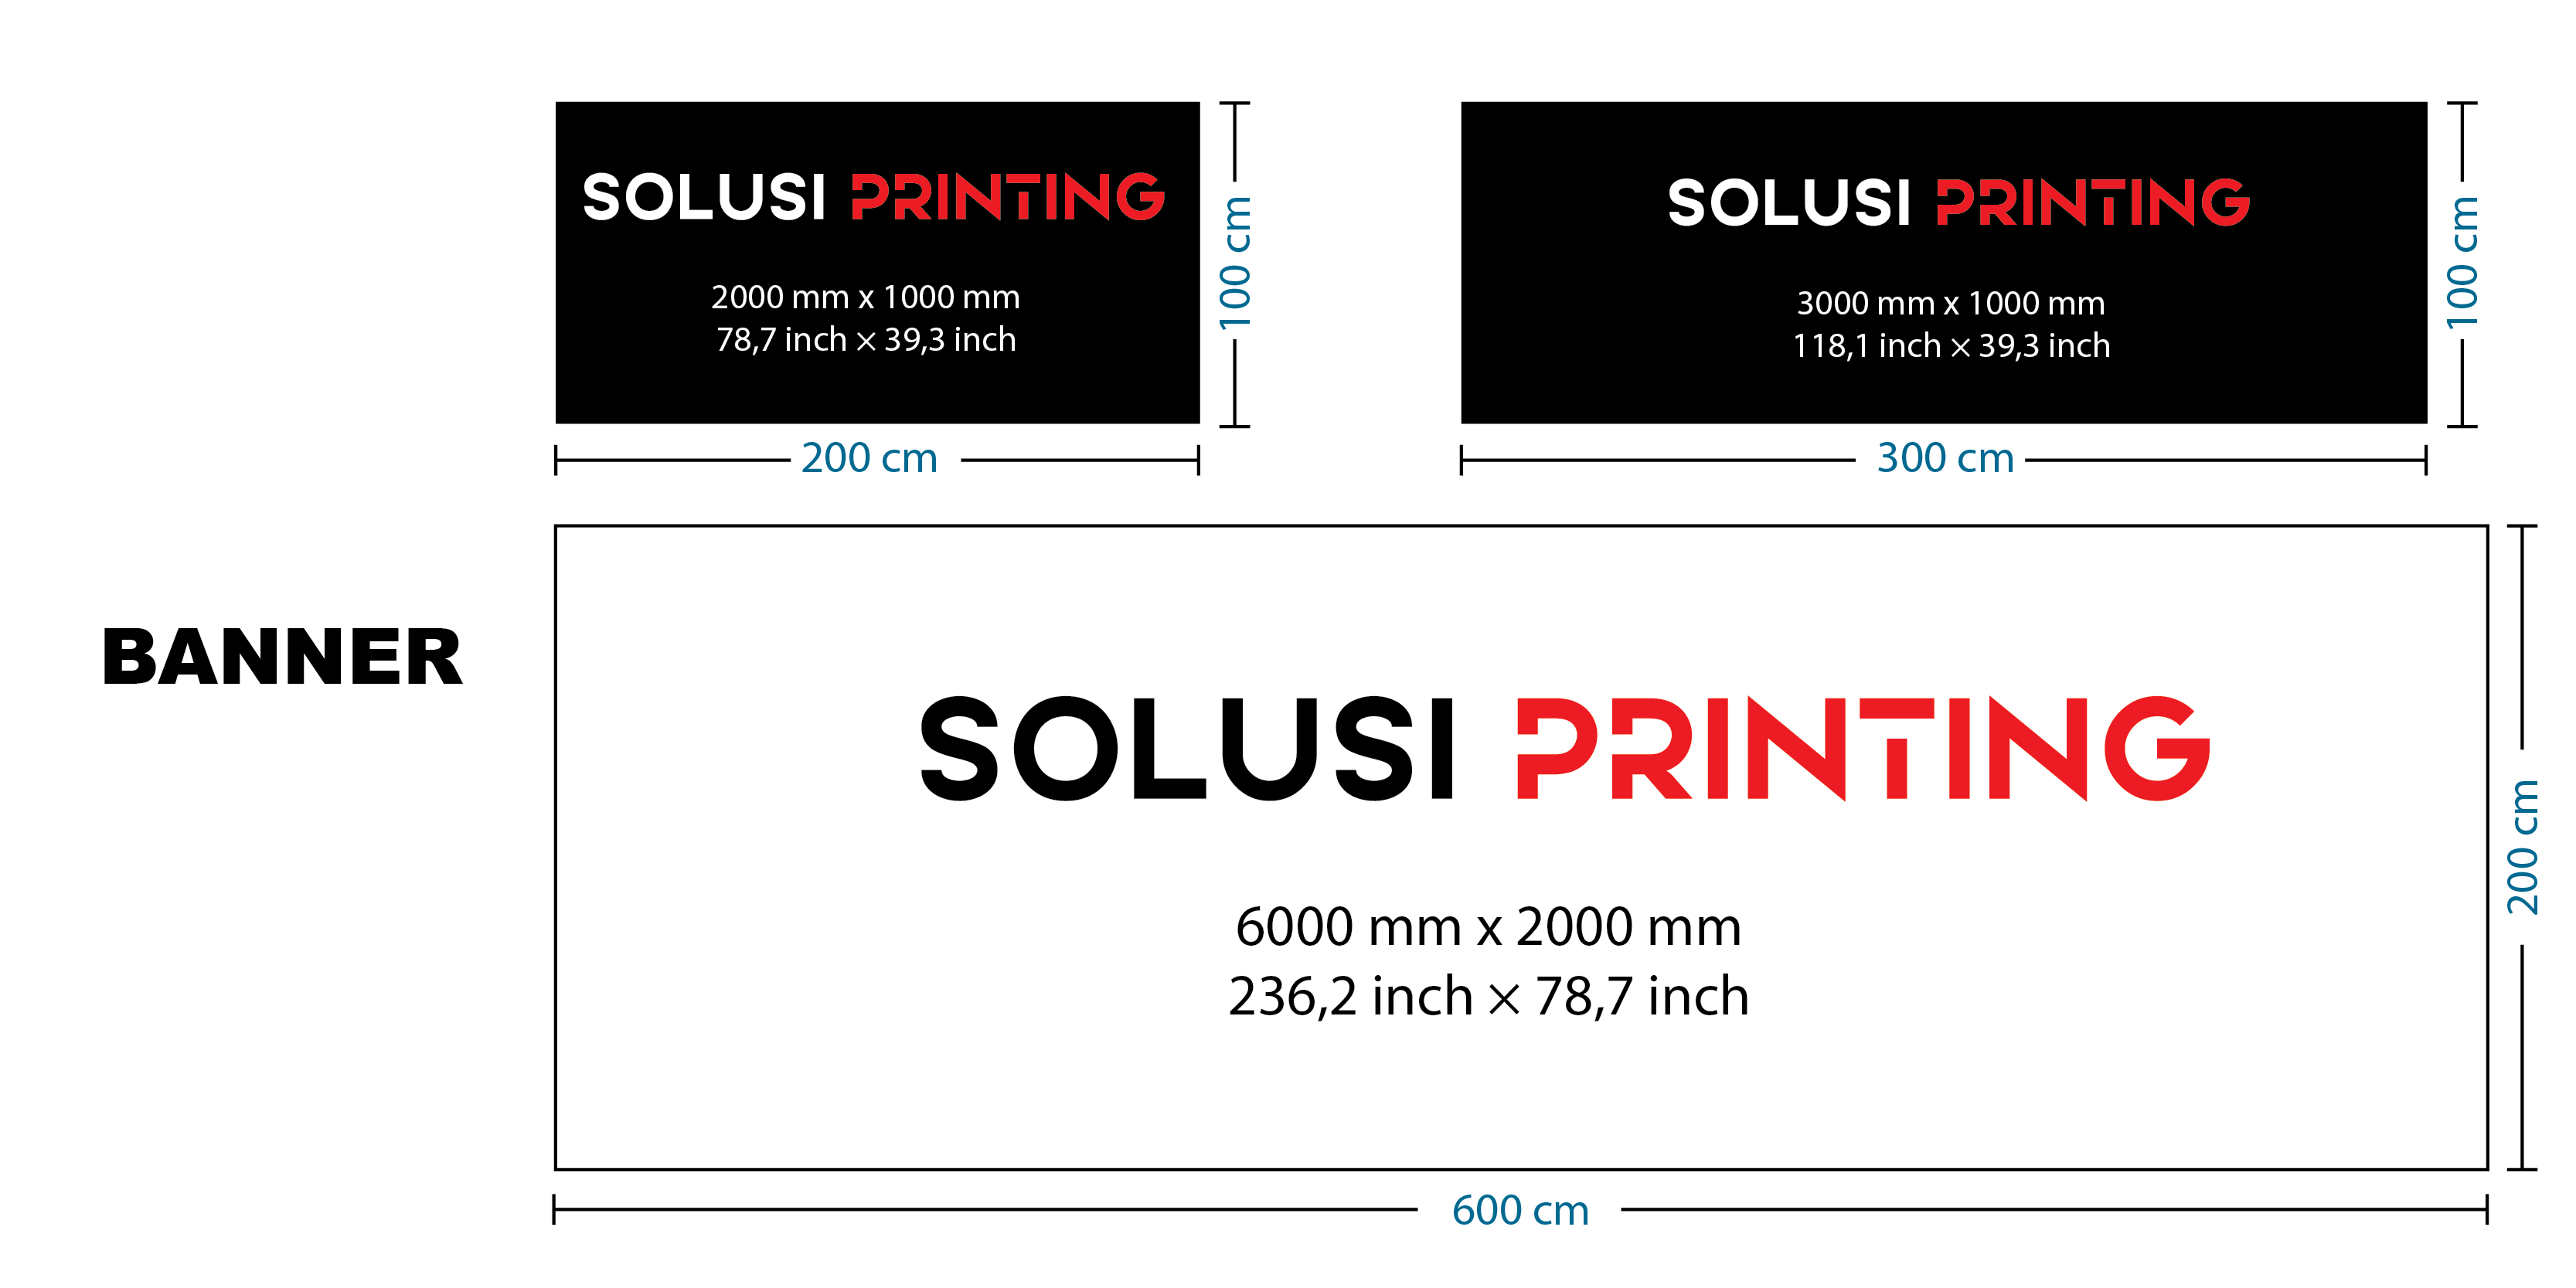 SOLUSI PRINTING
2000 mm x 1000 mm
78,7 inch × 39,3 inch
100 cm
200 cm
SOLUSI PRINTING
3000 mm x 1000 mm
118,1 inch × 39,3 inch
100 cm
300 cm
BANNER
SOLUSI PRINTING
6000 mm x 2000 mm
236,2 inch × 78,7 inch
200 cm
600 cm